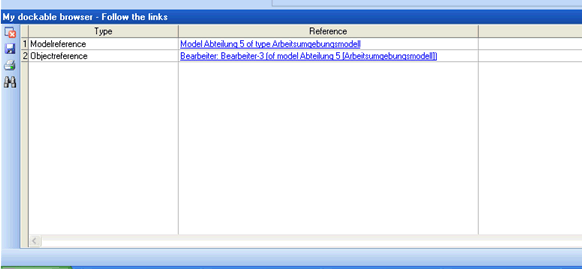 My dockable browser - Follow the links
Type Reference
1 Modelreference Model Abteilung 5 of type Arbeitsumgebungsmodell
2 Objectreference Bearbeiter: Bearbeiter-3 (of model Abteilung 5 (Arbeitsumgebungsmodell))